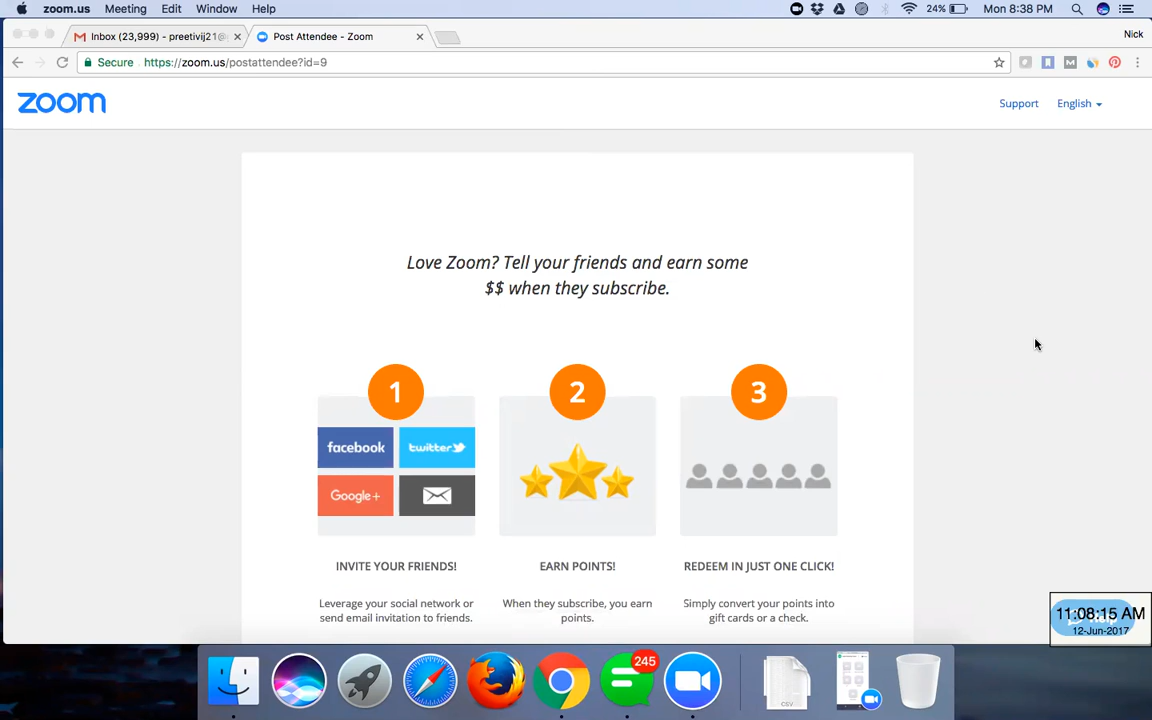 zoom.us Meeting Edit Window Help 24% Mon 8:38 PM
Inbox (23,999) - preetivij21@ Post Attendee - Zoom Nick
Secure https://zoom.us/postattendee?id=9
zoom Support English
Love Zoom? Tell your friends and earn some
$$ when they subscribe.
1 2 3
facebook twitter
Google+
INVITE YOUR FRIENDS! EARN POINTS! REDEEM IN JUST ONE CLICK!
Leverage your social network or When they subscribe, you earn Simply convert your points into
send email invitation to friends. points. gift cards or a check.
11:08:15 AM
12-Jun-2017
245
CSV